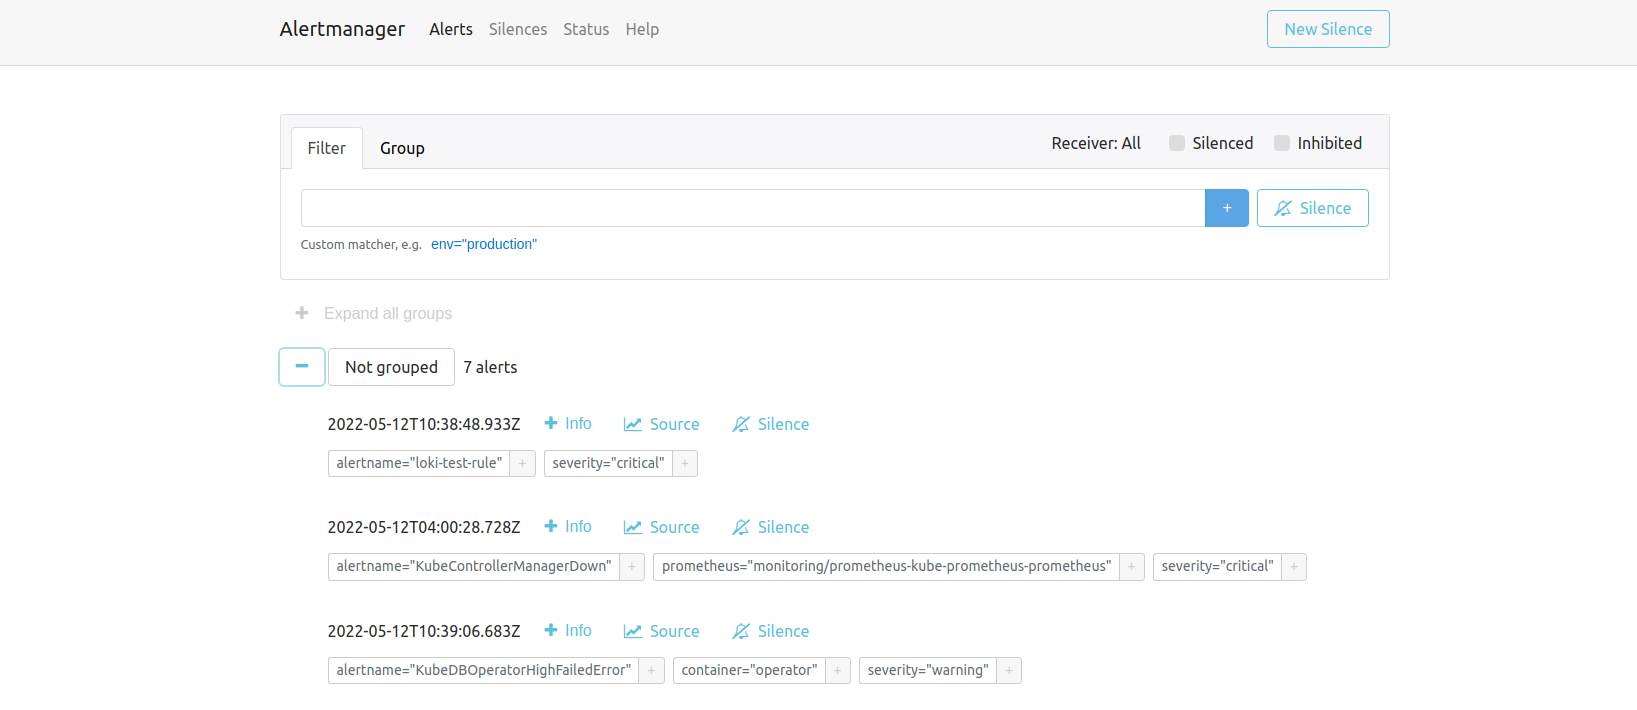 Alertmanager Alerts Silences Status Help New Silence
Filter Group Receiver: All Silenced Inhibited
+ Silence
Custom matcher, e.g. env="production"
+ Expand all groups
− Not grouped 7 alerts
2022-05-12T10:38:48.933Z + Info Source Silence
alertname="loki-test-rule" + severity="critical" +
2022-05-12T04:00:28.728Z + Info Source Silence
alertname="KubeControllerManagerDown" + prometheus="monitoring/prometheus-kube-prometheus-prometheus" + severity="critical" +
2022-05-12T10:39:06.683Z + Info Source Silence
alertname="KubeDBOperatorHighFailedError" + container="operator" + severity="warning" +